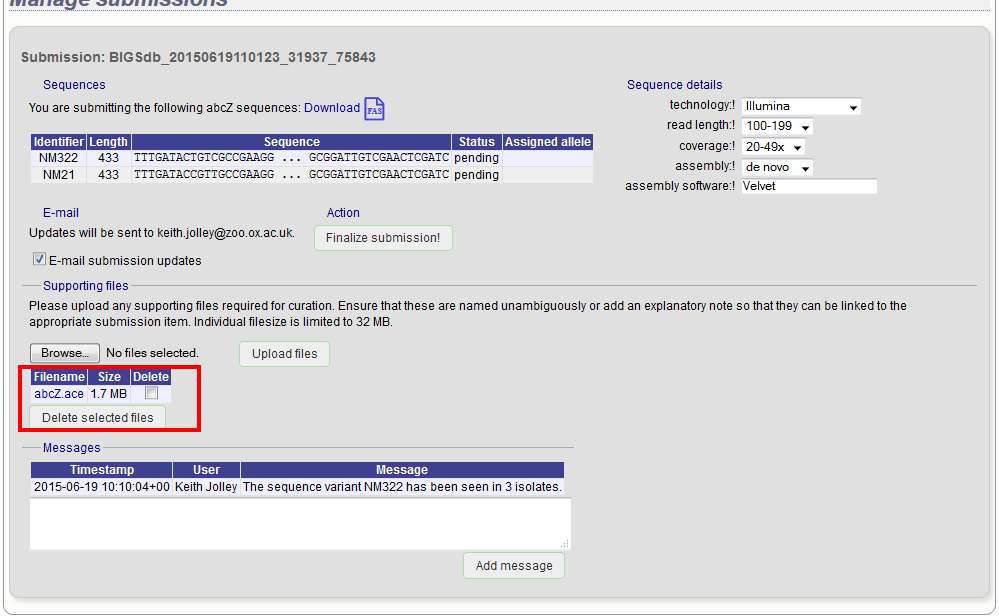 Manage submissions
Submission: BIGSdb_20150619110123_31937_75843
Sequences
You are submitting the following abcZ sequences: Download FAS
Identifier Length Sequence Status Assigned allele
NM322 433 TTTGATACTGTCGCCGAAGG ... GCGGATTGTCGAACTCGATC pending
NM21 433 TTTGATACCGTTGCCGAAGG ... GCGGATTGTCGAACTCGATC pending
Sequence details
technology:! Illumina
read length:! 100-199
coverage:! 20-49x
assembly:! de novo
assembly software:! Velvet
E-mail
Updates will be sent to keith.jolley@zoo.ox.ac.uk.
E-mail submission updates
Action
Finalize submission!
Supporting files
Please upload any supporting files required for curation. Ensure that these are named unambiguously or add an explanatory note so that they can be linked to the
appropriate submission item. Individual filesize is limited to 32 MB.
Browse... No files selected. Upload files
Filename Size Delete
abcZ.ace 1.7 MB
Delete selected files
Messages
Timestamp User Message
2015-06-19 10:10:04+00 Keith Jolley The sequence variant NM322 has been seen in 3 isolates.
Add message